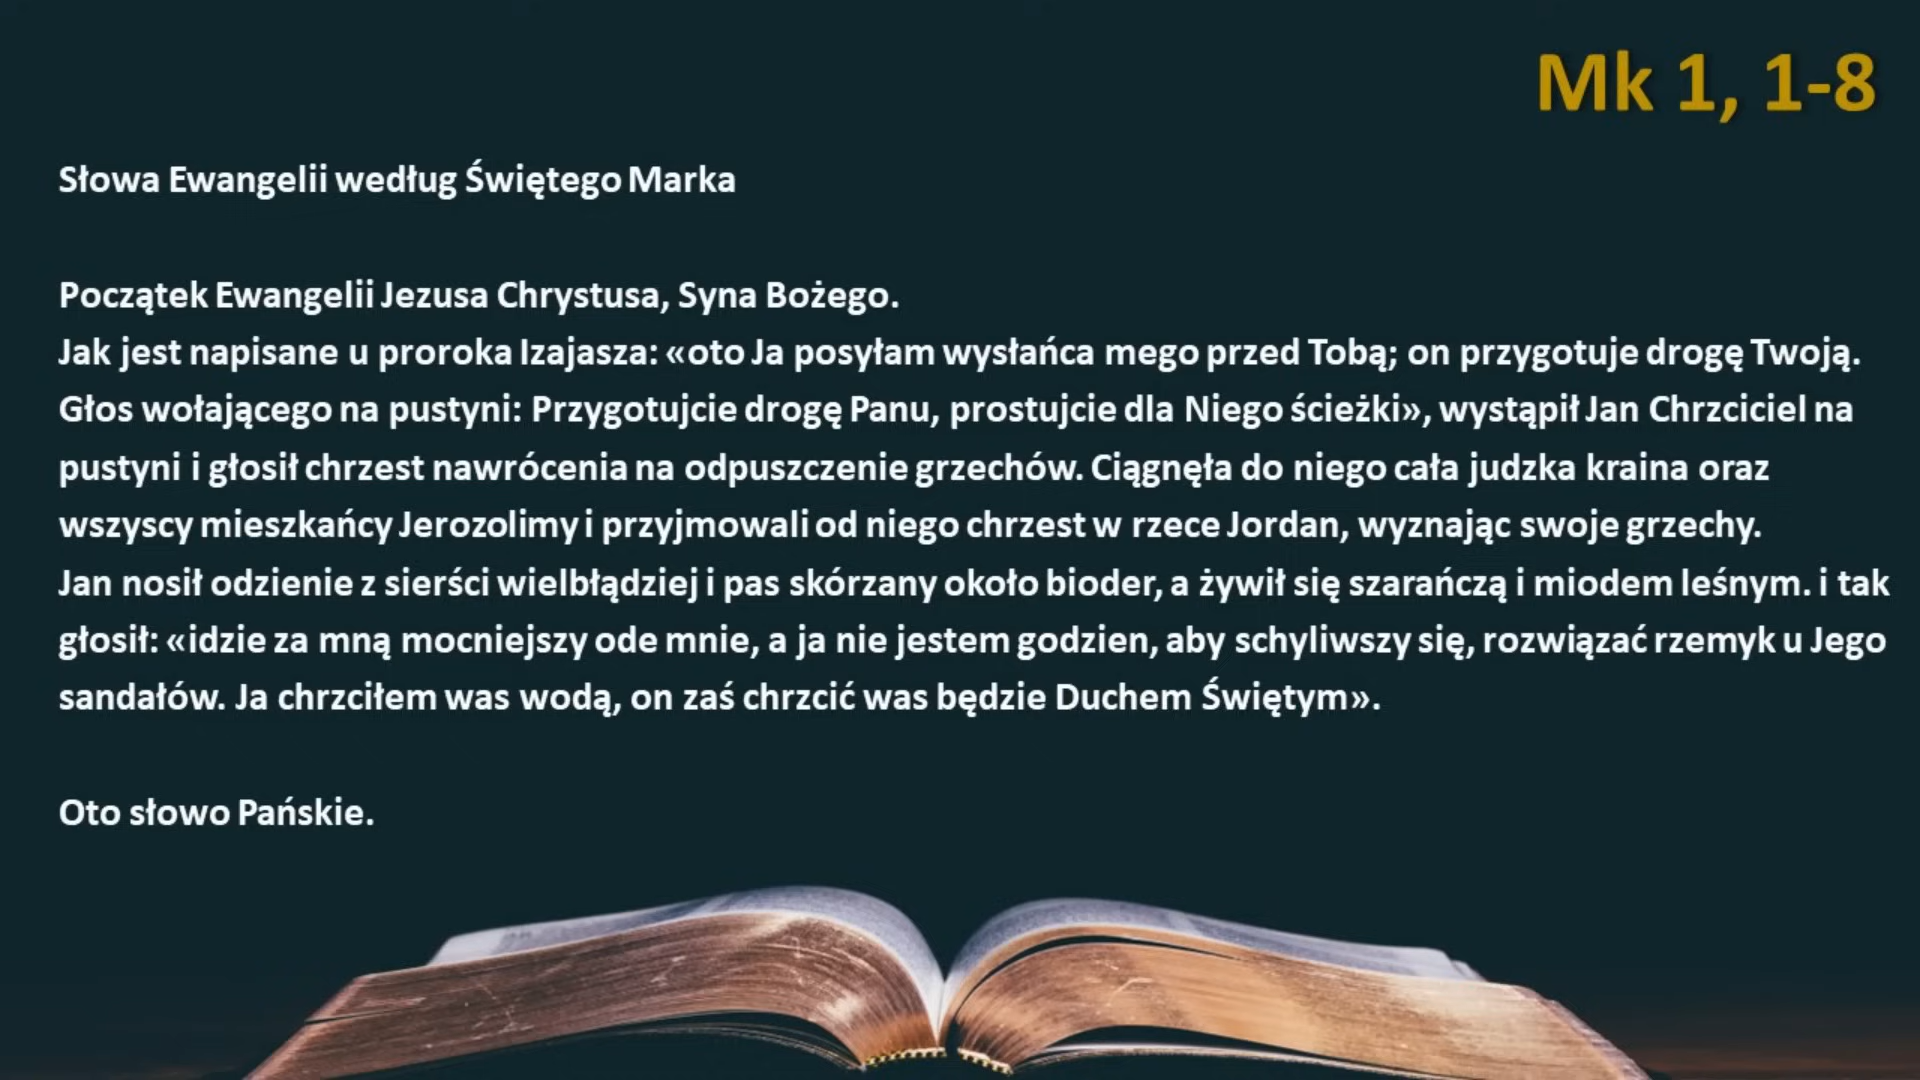 Mk 1, 1-8
Słowa Ewangelii według Świętego Marka
Początek Ewangelii Jezusa Chrystusa, Syna Bożego.
Jak jest napisane u proroka Izajasza: «oto Ja posyłam wysłańca mego przed Tobą; on przygotuje drogę Twoją.
Głos wołającego na pustyni: Przygotujcie drogę Panu, prostujcie dla Niego ścieżki», wystąpił Jan Chrzciciel na
pustyni i głosił chrzest nawrócenia na odpuszczenie grzechów. Ciągnęła do niego cała judzka kraina oraz
wszyscy mieszkańcy Jerozolimy i przyjmowali od niego chrzest w rzece Jordan, wyznając swoje grzechy.
Jan nosił odzienie z sierści wielbłądziej i pas skórzany około bioder, a żywił się szarańczą i miodem leśnym. i tak
głosił: «idzie za mną mocniejszy ode mnie, a ja nie jestem godzien, aby schyliwszy się, rozwiązać rzemyk u Jego
sandałów. Ja chrzciłem was wodą, on zaś chrzcić was będzie Duchem Świętym».
Oto słowo Pańskie.